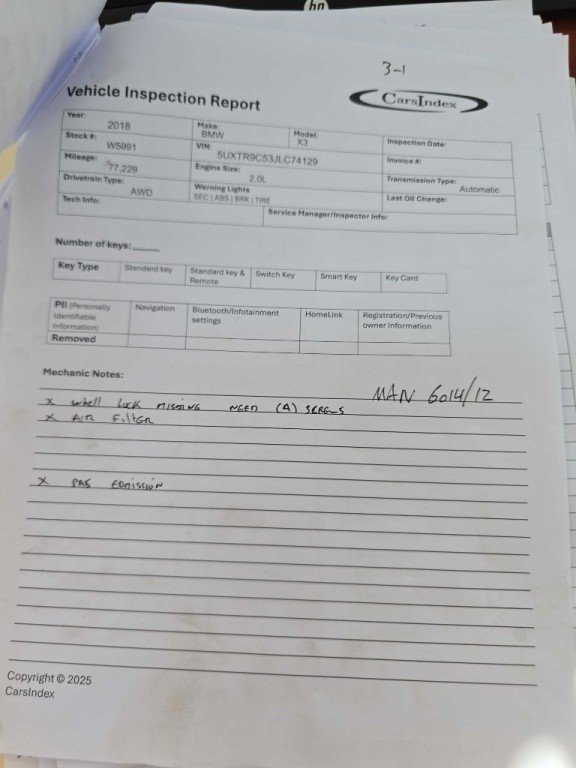 hp
3-1
Vehicle Inspection Report
CarsIndex
Year: 2018 Make: BMW Model: X3 Inspection Date:
Stock #: W5991 VIN: 5UXTR9C53JLC74129 Invoice #:
Mileage: 77,229 Engine Size: 2.0L Transmission Type: Automatic
Drivetrain Type: AWD Warning Lights SEC | ABS | BRK | TIRE Last Oil Change:
Tech Info: Service Manager/Inspector Info:
Number of keys:
Key Type Standard key Standard key & Remote Switch Key Smart Key Key Card
PII (Personally Identifiable Information) Navigation Bluetooth/Infotainment settings HomeLink Registration/Previous owner Information
Removed
Mechanic Notes:
MAN 6014/12
x whell lock missing need (A)
x Air Filter
x pas Emission
Copyright © 2025
CarsIndex